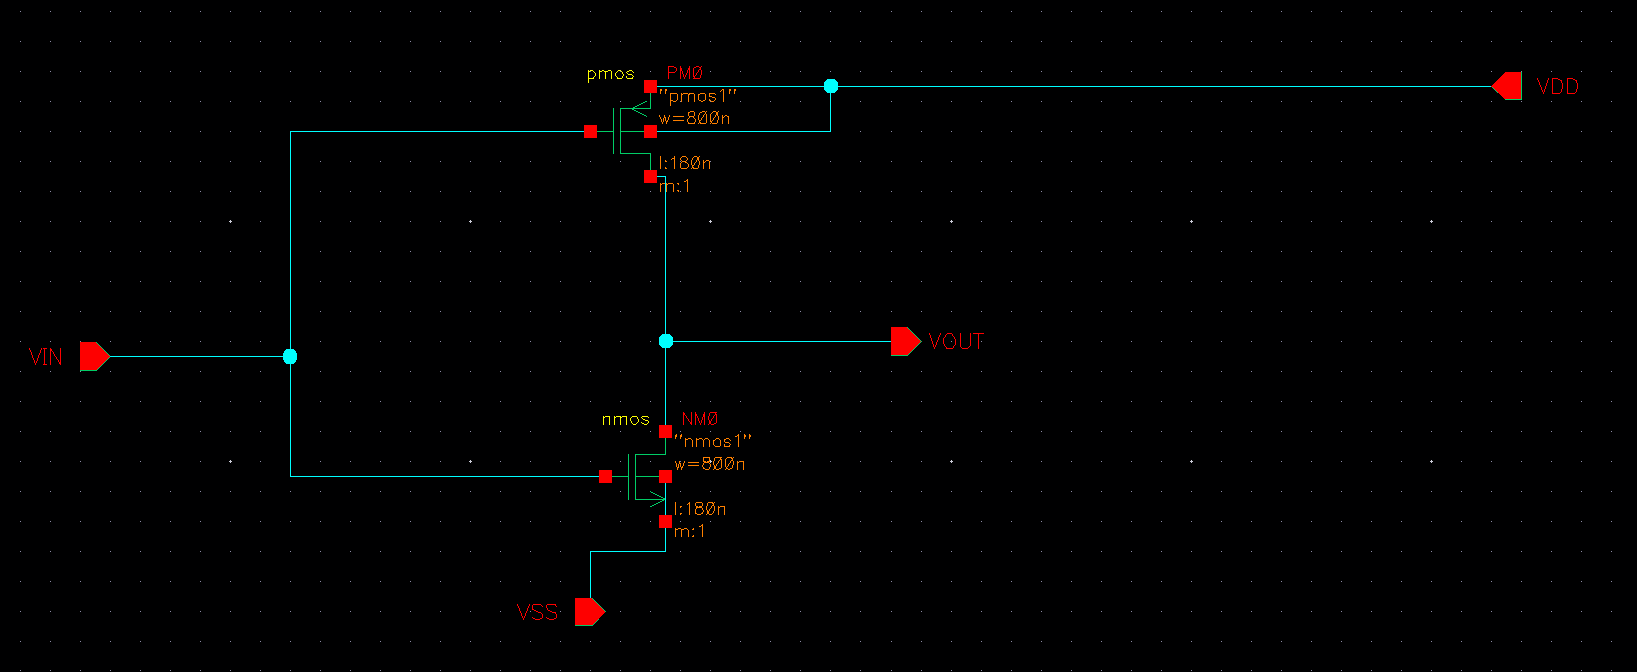 pmos PM0
"pmos1"
w=800n
l:180n
m:1
VDD
VIN
VOUT
nmos NM0
"nmos1"
w=800n
l:180n
m:1
VSS